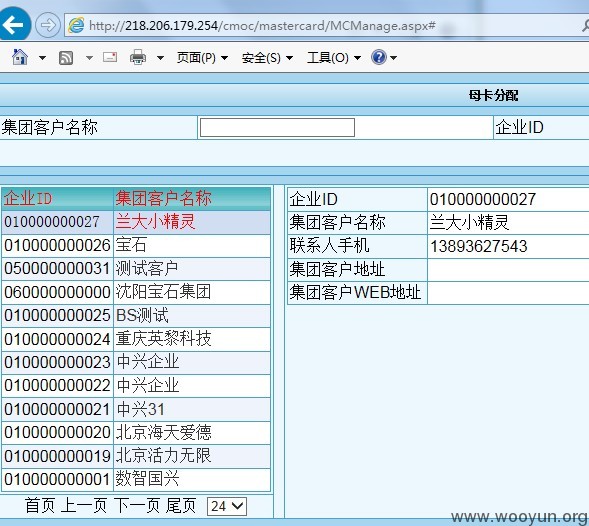 http://218.206.179.254/cmoc/mastercard/MCManage.aspx#
页面(P) 安全(S) 工具(O)
母卡分配
集团客户名称 企业ID
企业ID 集团客户名称
010000000027 兰大小精灵
010000000026 宝石
050000000031 测试客户
060000000000 沈阳宝石集团
010000000025 BS测试
010000000024 重庆英黎科技
010000000023 中兴企业
010000000022 中兴企业
010000000021 中兴31
010000000020 北京海天爱德
010000000019 北京活力无限
010000000001 数智国兴
首页 上一页 下一页 尾页 24
企业ID 010000000027
集团客户名称 兰大小精灵
联系人手机 13893627543
集团客户地址
集团客户WEB地址
www.wooyun.org